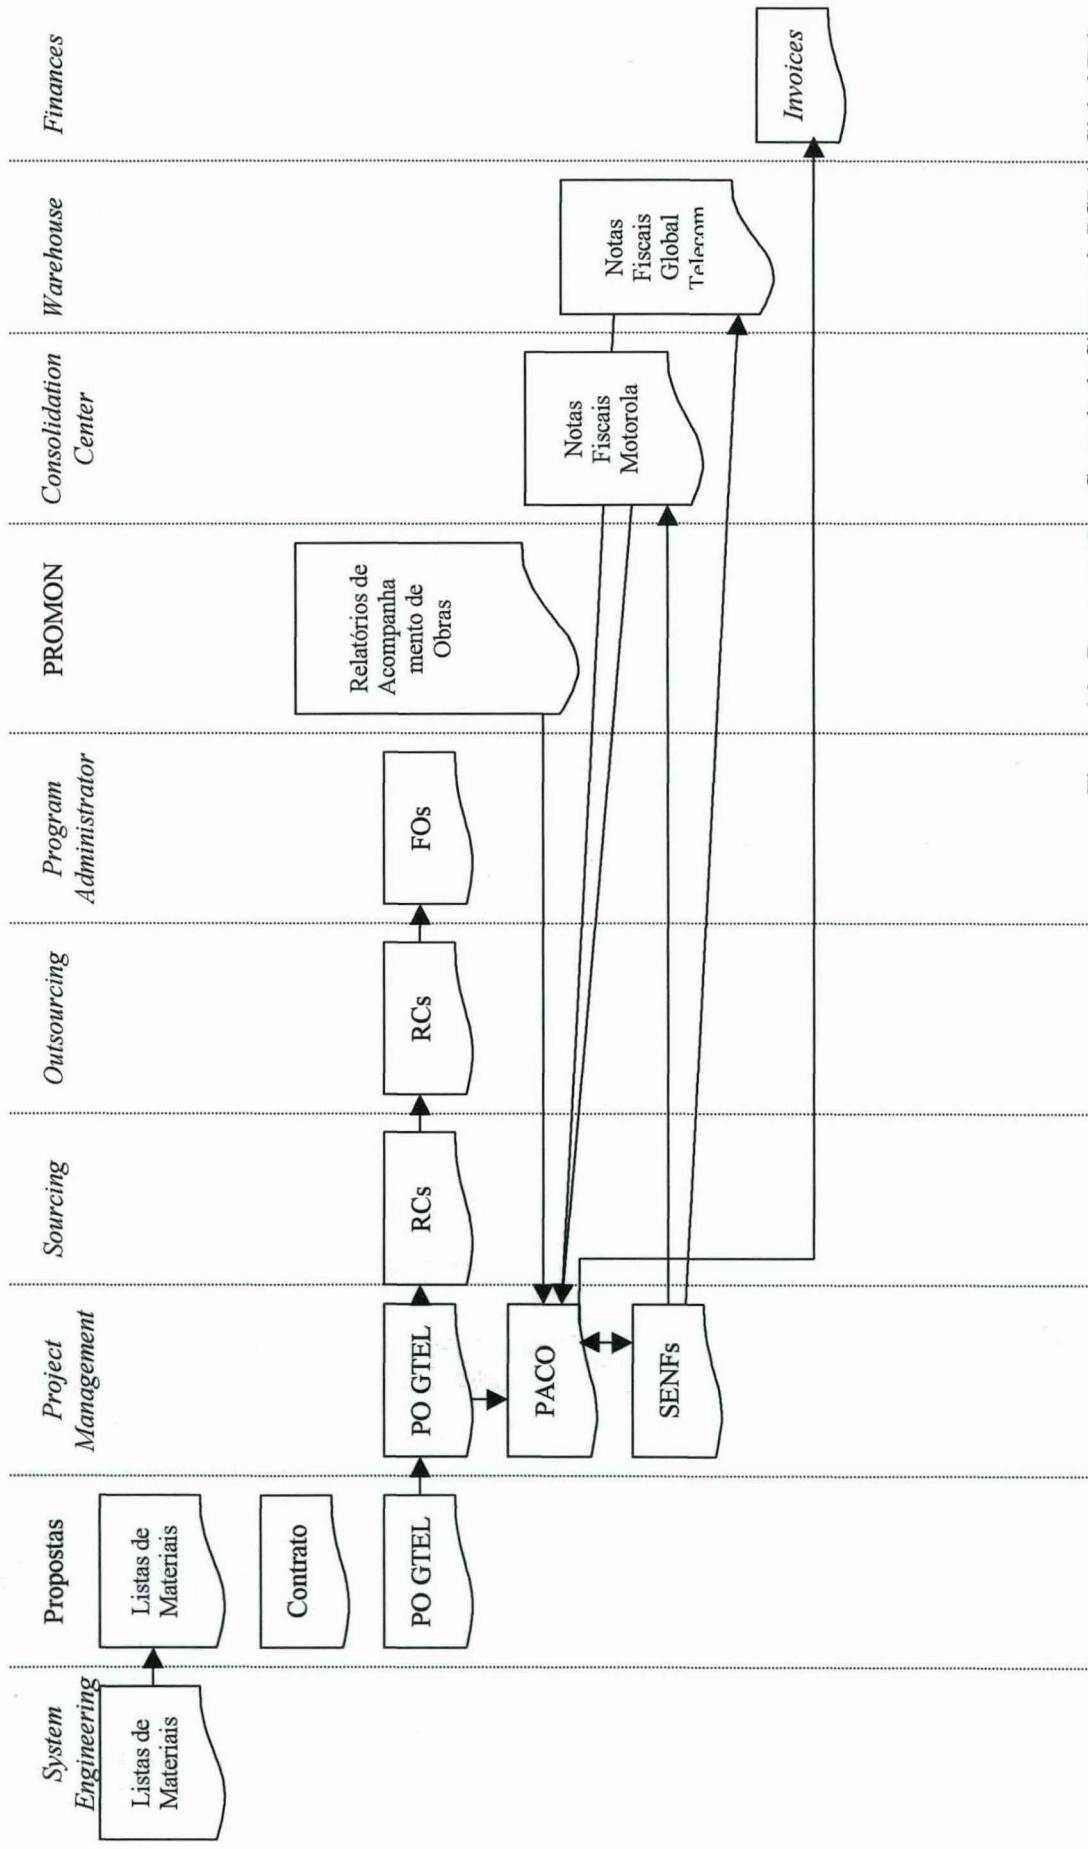 System
Engineering
Propostas
Project
Management
Sourcing
Outsourcing
Program
Administrator
PROMON
Consolidation
Center
Warehouse
Finances
Listas de
Materiais
Listas de
Materiais
Contrato
PO GTEL
PO GTEL
RCs
RCs
FOs
PACO
SENFs
Relatórios de
Acompanha
mento de
Obras
Notas
Fiscais
Motorola
Notas
Fiscais
Global
Telecom
Invoices